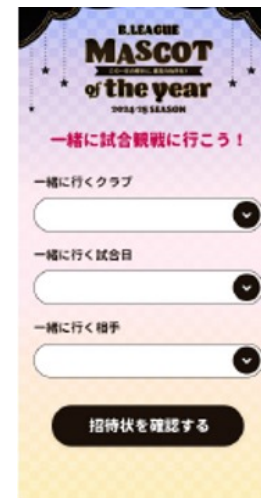 B.LEAGUE
MASCOT
of the year
2024-25 SEASON
一緒に試合観戦に行こう！
一緒に行くクラブ
一緒に行く試合日
一緒に行く相手
招待状を確認する